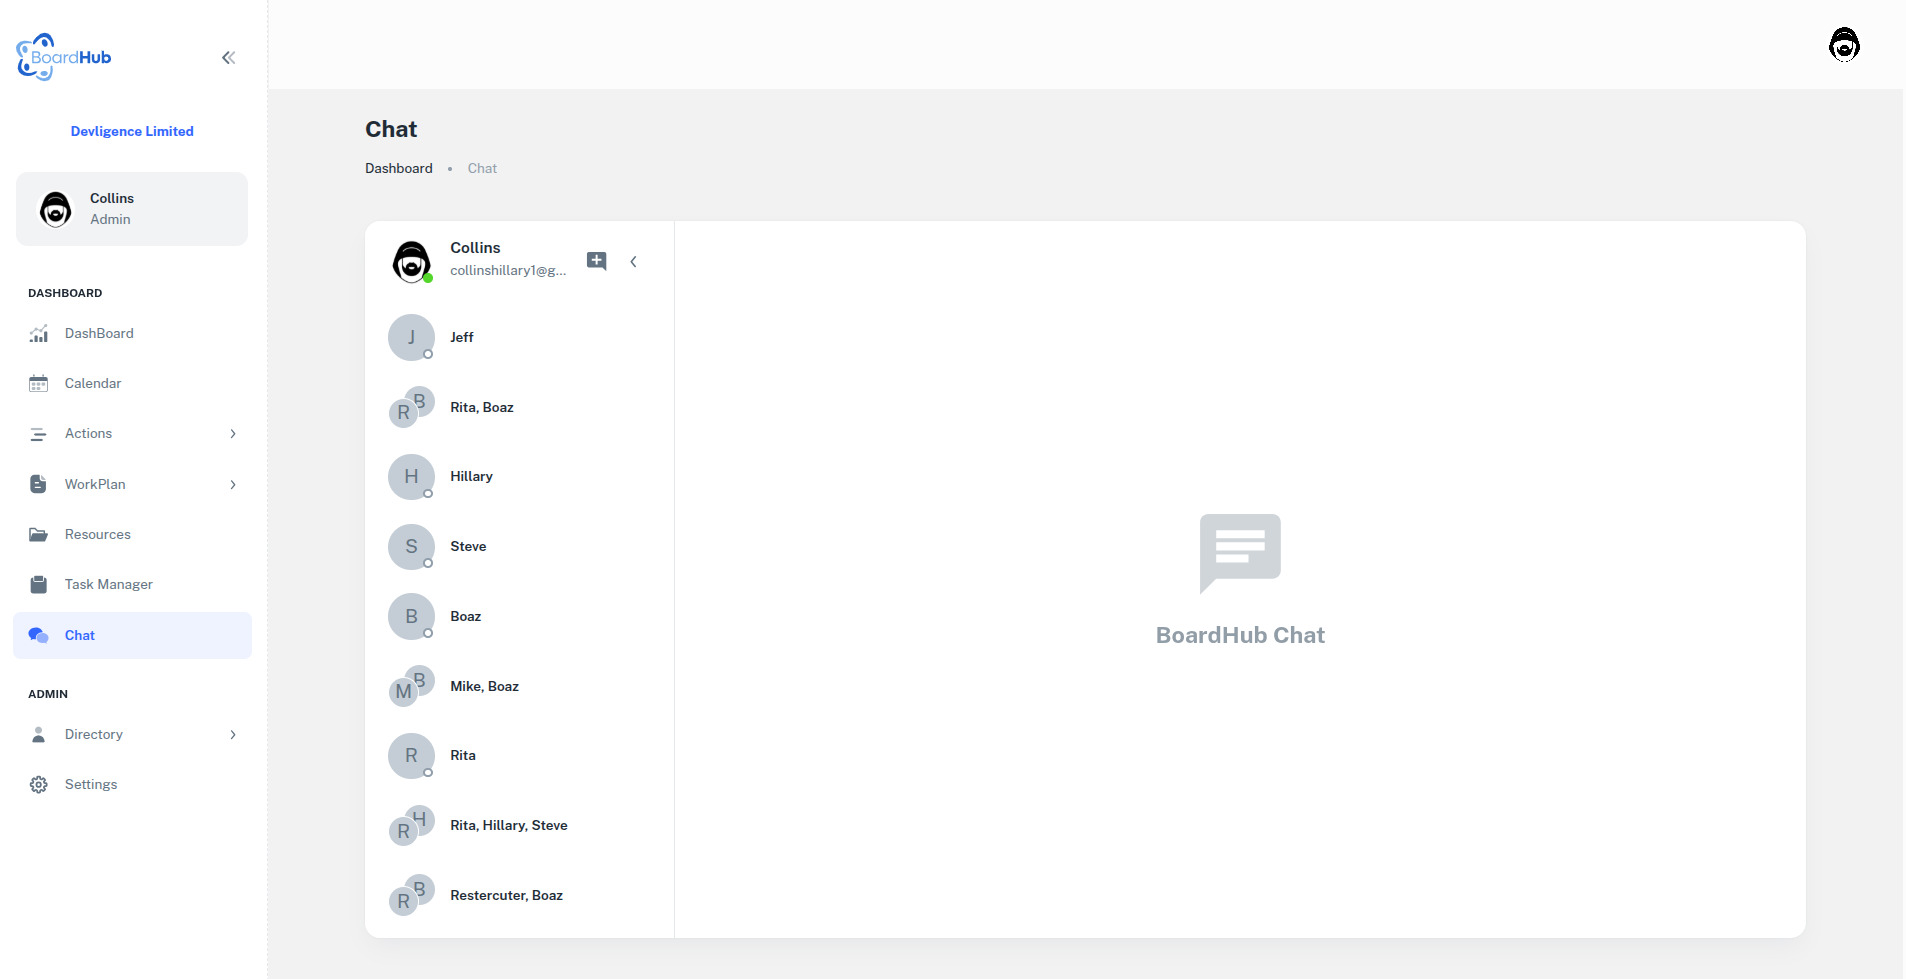 BoardHub
Devligence Limited
Collins
Admin
DASHBOARD
DashBoard
Calendar
Actions
WorkPlan
Resources
Task Manager
Chat
ADMIN
Directory
Settings
Chat
Dashboard • Chat
Collins
collinshillary1@g...
J
Jeff
B
R
Rita, Boaz
H
Hillary
S
Steve
B
Boaz
B
M
Mike, Boaz
R
Rita
H
R
Rita, Hillary, Steve
B
R
Restercuter, Boaz
BoardHub Chat